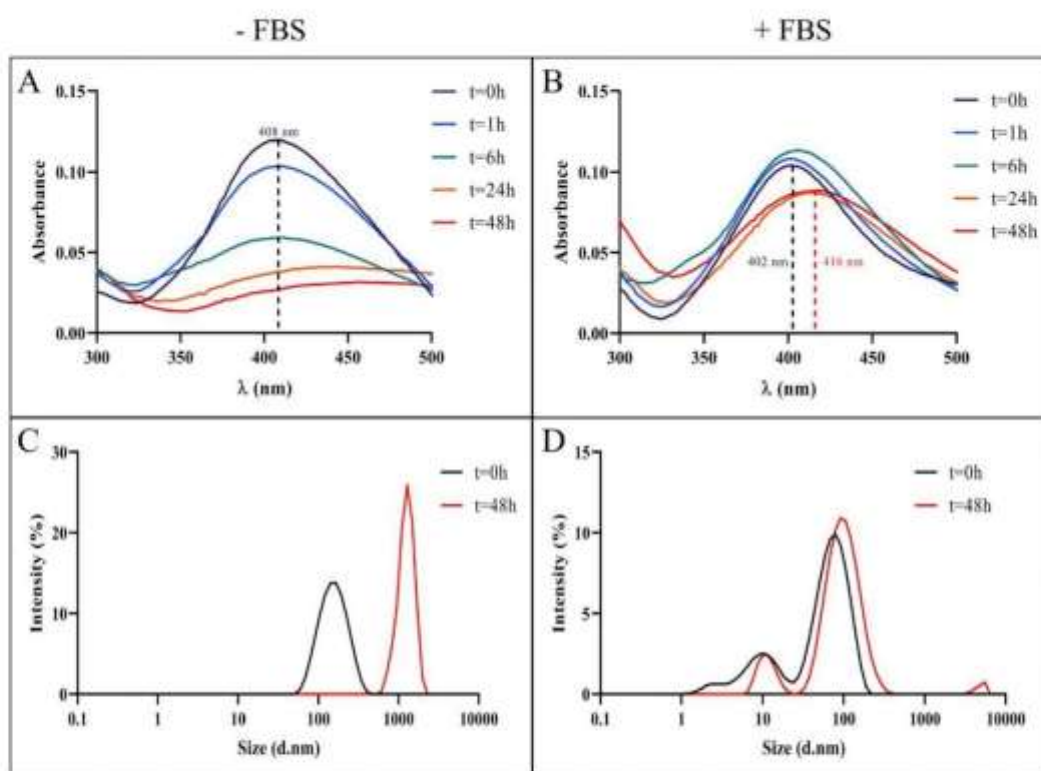 - FBS
+ FBS
A
0.15
0.10
0.05
0.00
Absorbance
300
350
400
450
500
λ (nm)
408 nm
t=0h
t=1h
t=6h
t=24h
t=48h
B
0.15
0.10
0.05
0.00
Absorbance
300
350
400
450
500
λ (nm)
402 nm
416 nm
t=0h
t=1h
t=6h
t=24h
t=48h
C
30
20
10
0
Intensity (%)
0.1
1
10
100
1000
10000
Size (d.nm)
t=0h
t=48h
D
15
10
5
0
Intensity (%)
0.1
1
10
100
1000
10000
Size (d.nm)
t=0h
t=48h